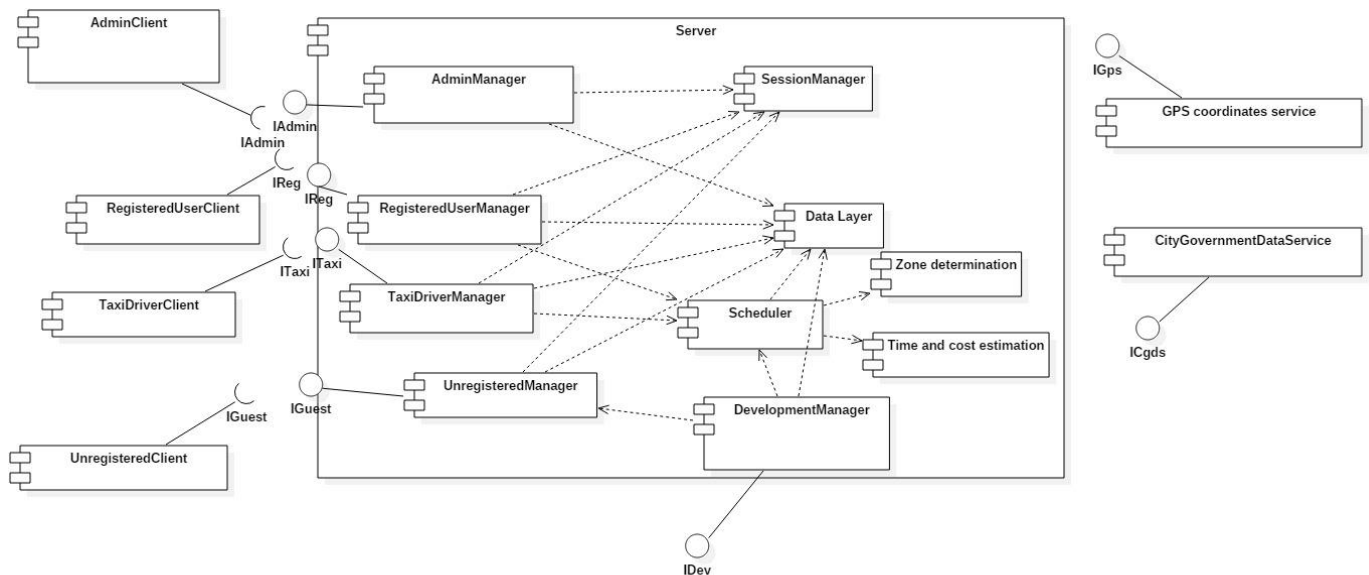 AdminClient
Server
AdminManager
SessionManager
IGps
GPS coordinates service
IAdmin
IAdmin
IReg
IReg
RegisteredUserClient
RegisteredUserManager
Data Layer
CityGovernmentDataService
ITaxi
ITaxi
Zone determination
TaxiDriverClient
TaxiDriverManager
Scheduler
Time and cost estimation
ICgds
UnregisteredManager
IGuest
IGuest
DevelopmentManager
UnregisteredClient
IDev